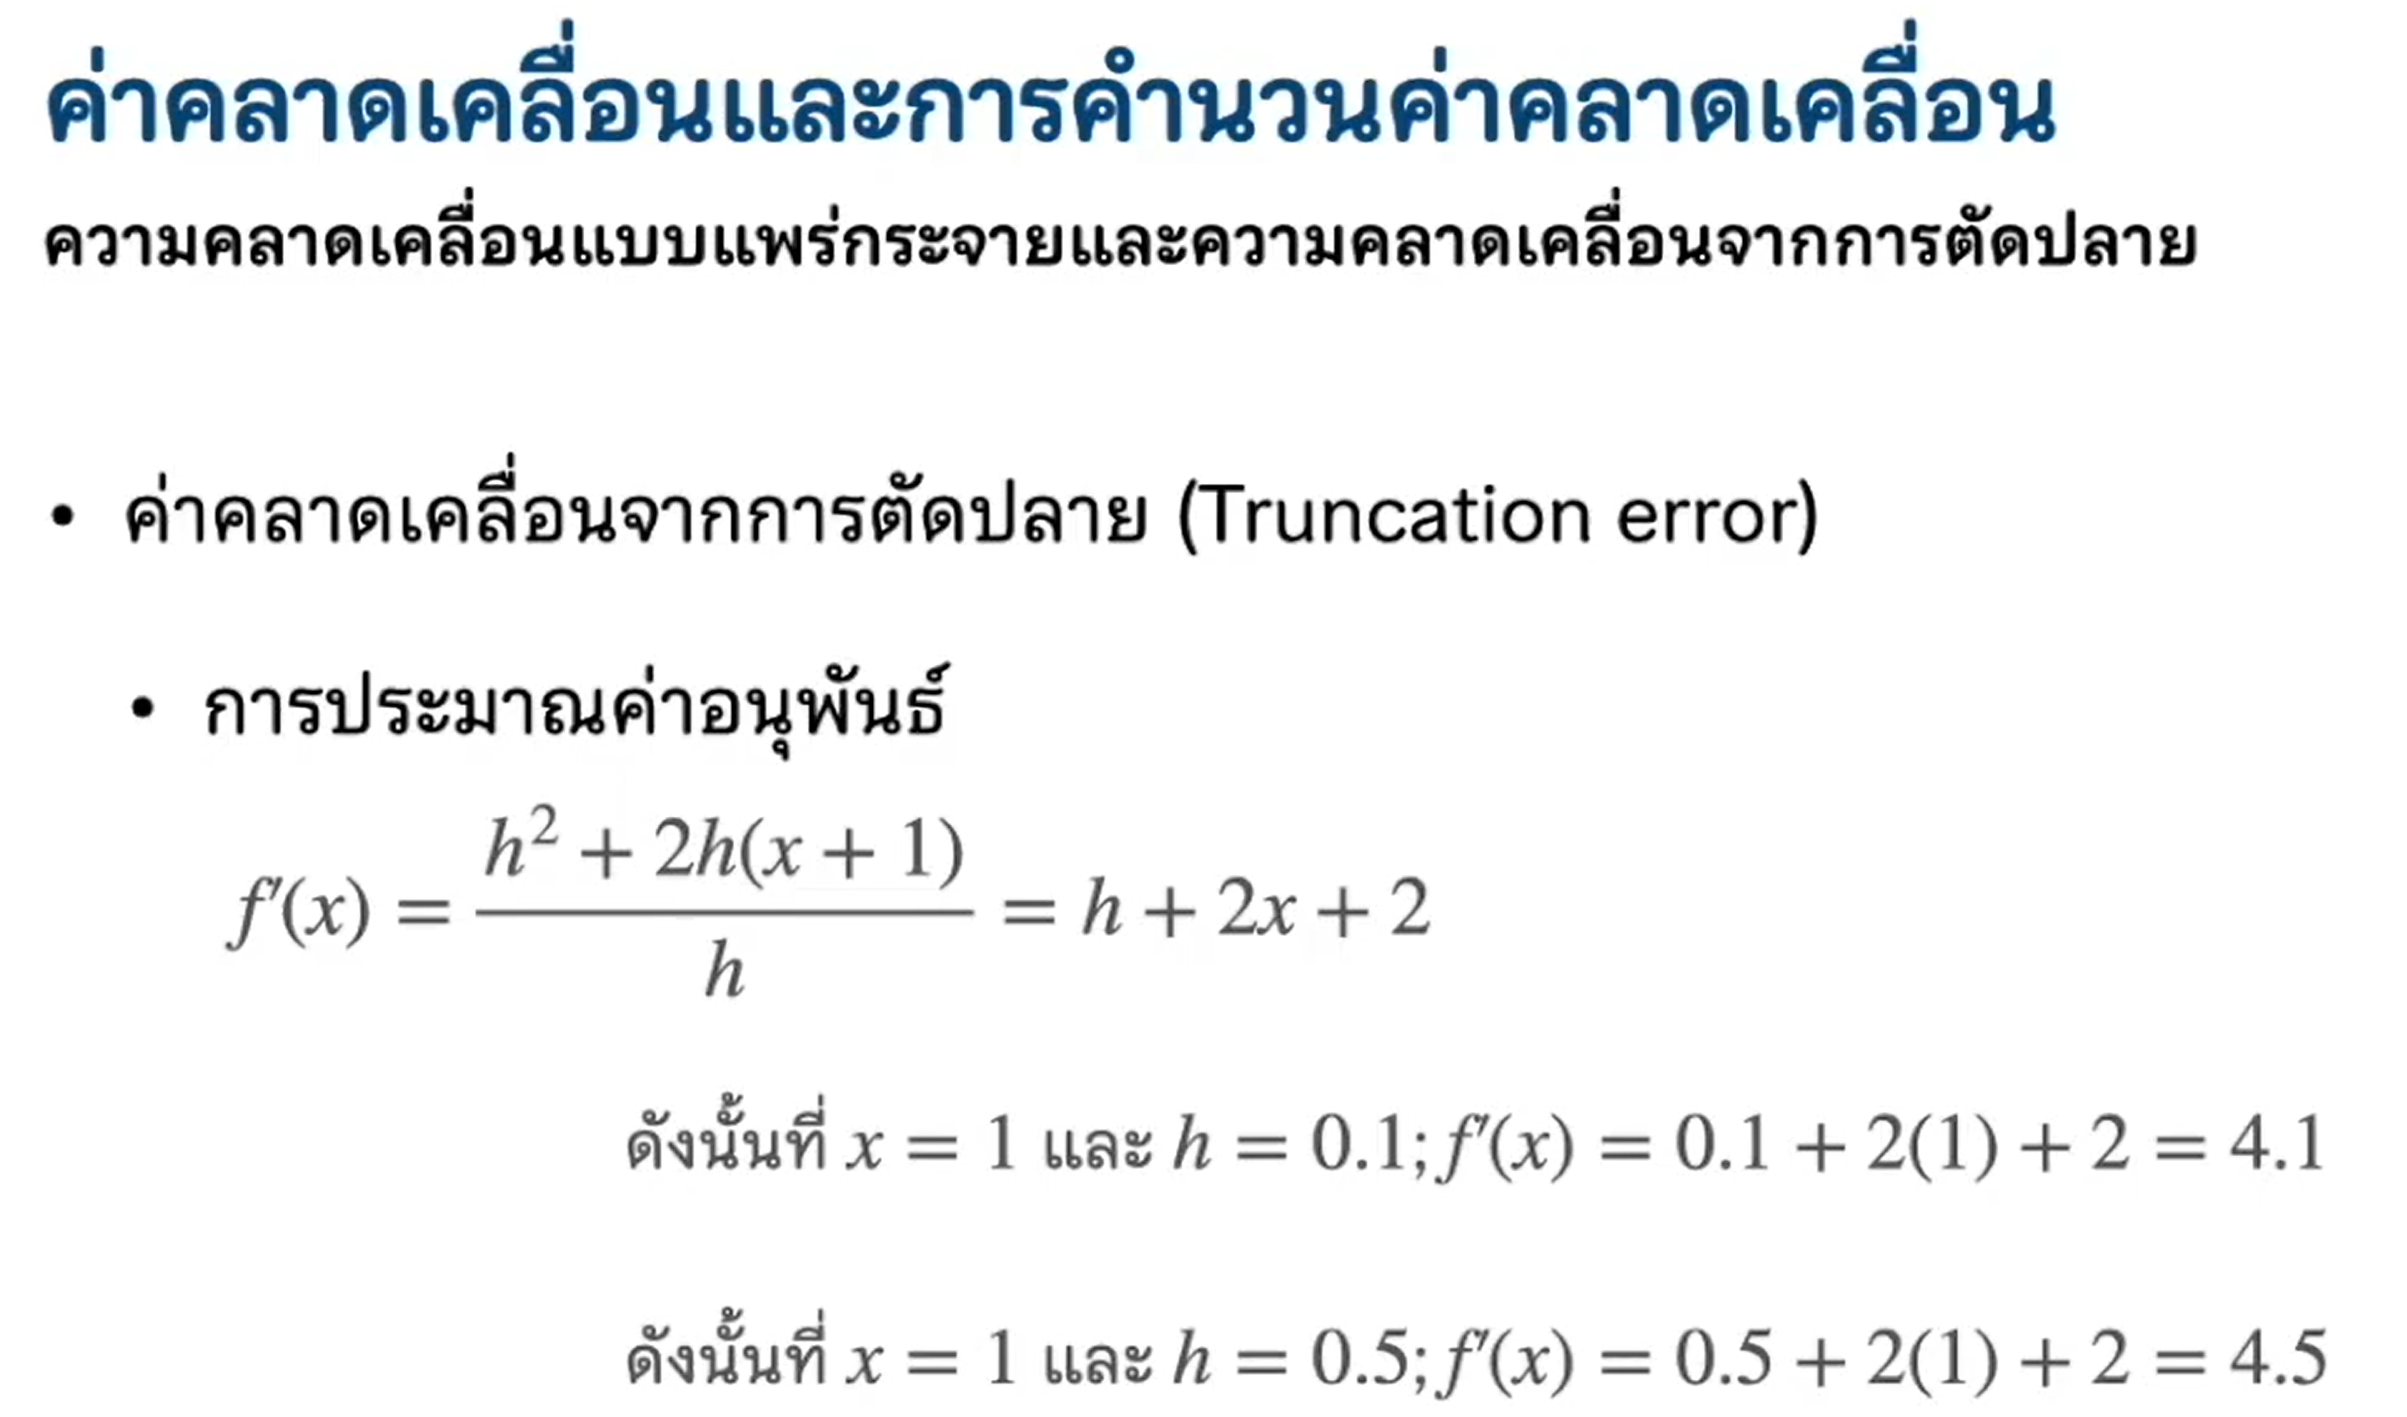 ค่าคลาดเคลื่อนและการคำนวนค่าคลาดเคลื่อน
ความคลาดเคลื่อนแบบแพร่กระจายและความคลาดเคลื่อนจากการตัดปลาย
• ค่าคลาดเคลื่อนจากการตัดปลาย (Truncation error)
• การประมาณค่าอนุพันธ์
f′(x) = \frac{h² + 2h(x + 1)}{h} = h + 2x + 2
ดังนั้นที่ x = 1 และ h = 0.1; f′(x) = 0.1 + 2(1) + 2 = 4.1
ดังนั้นที่ x = 1 และ h = 0.5; f′(x) = 0.5 + 2(1) + 2 = 4.5